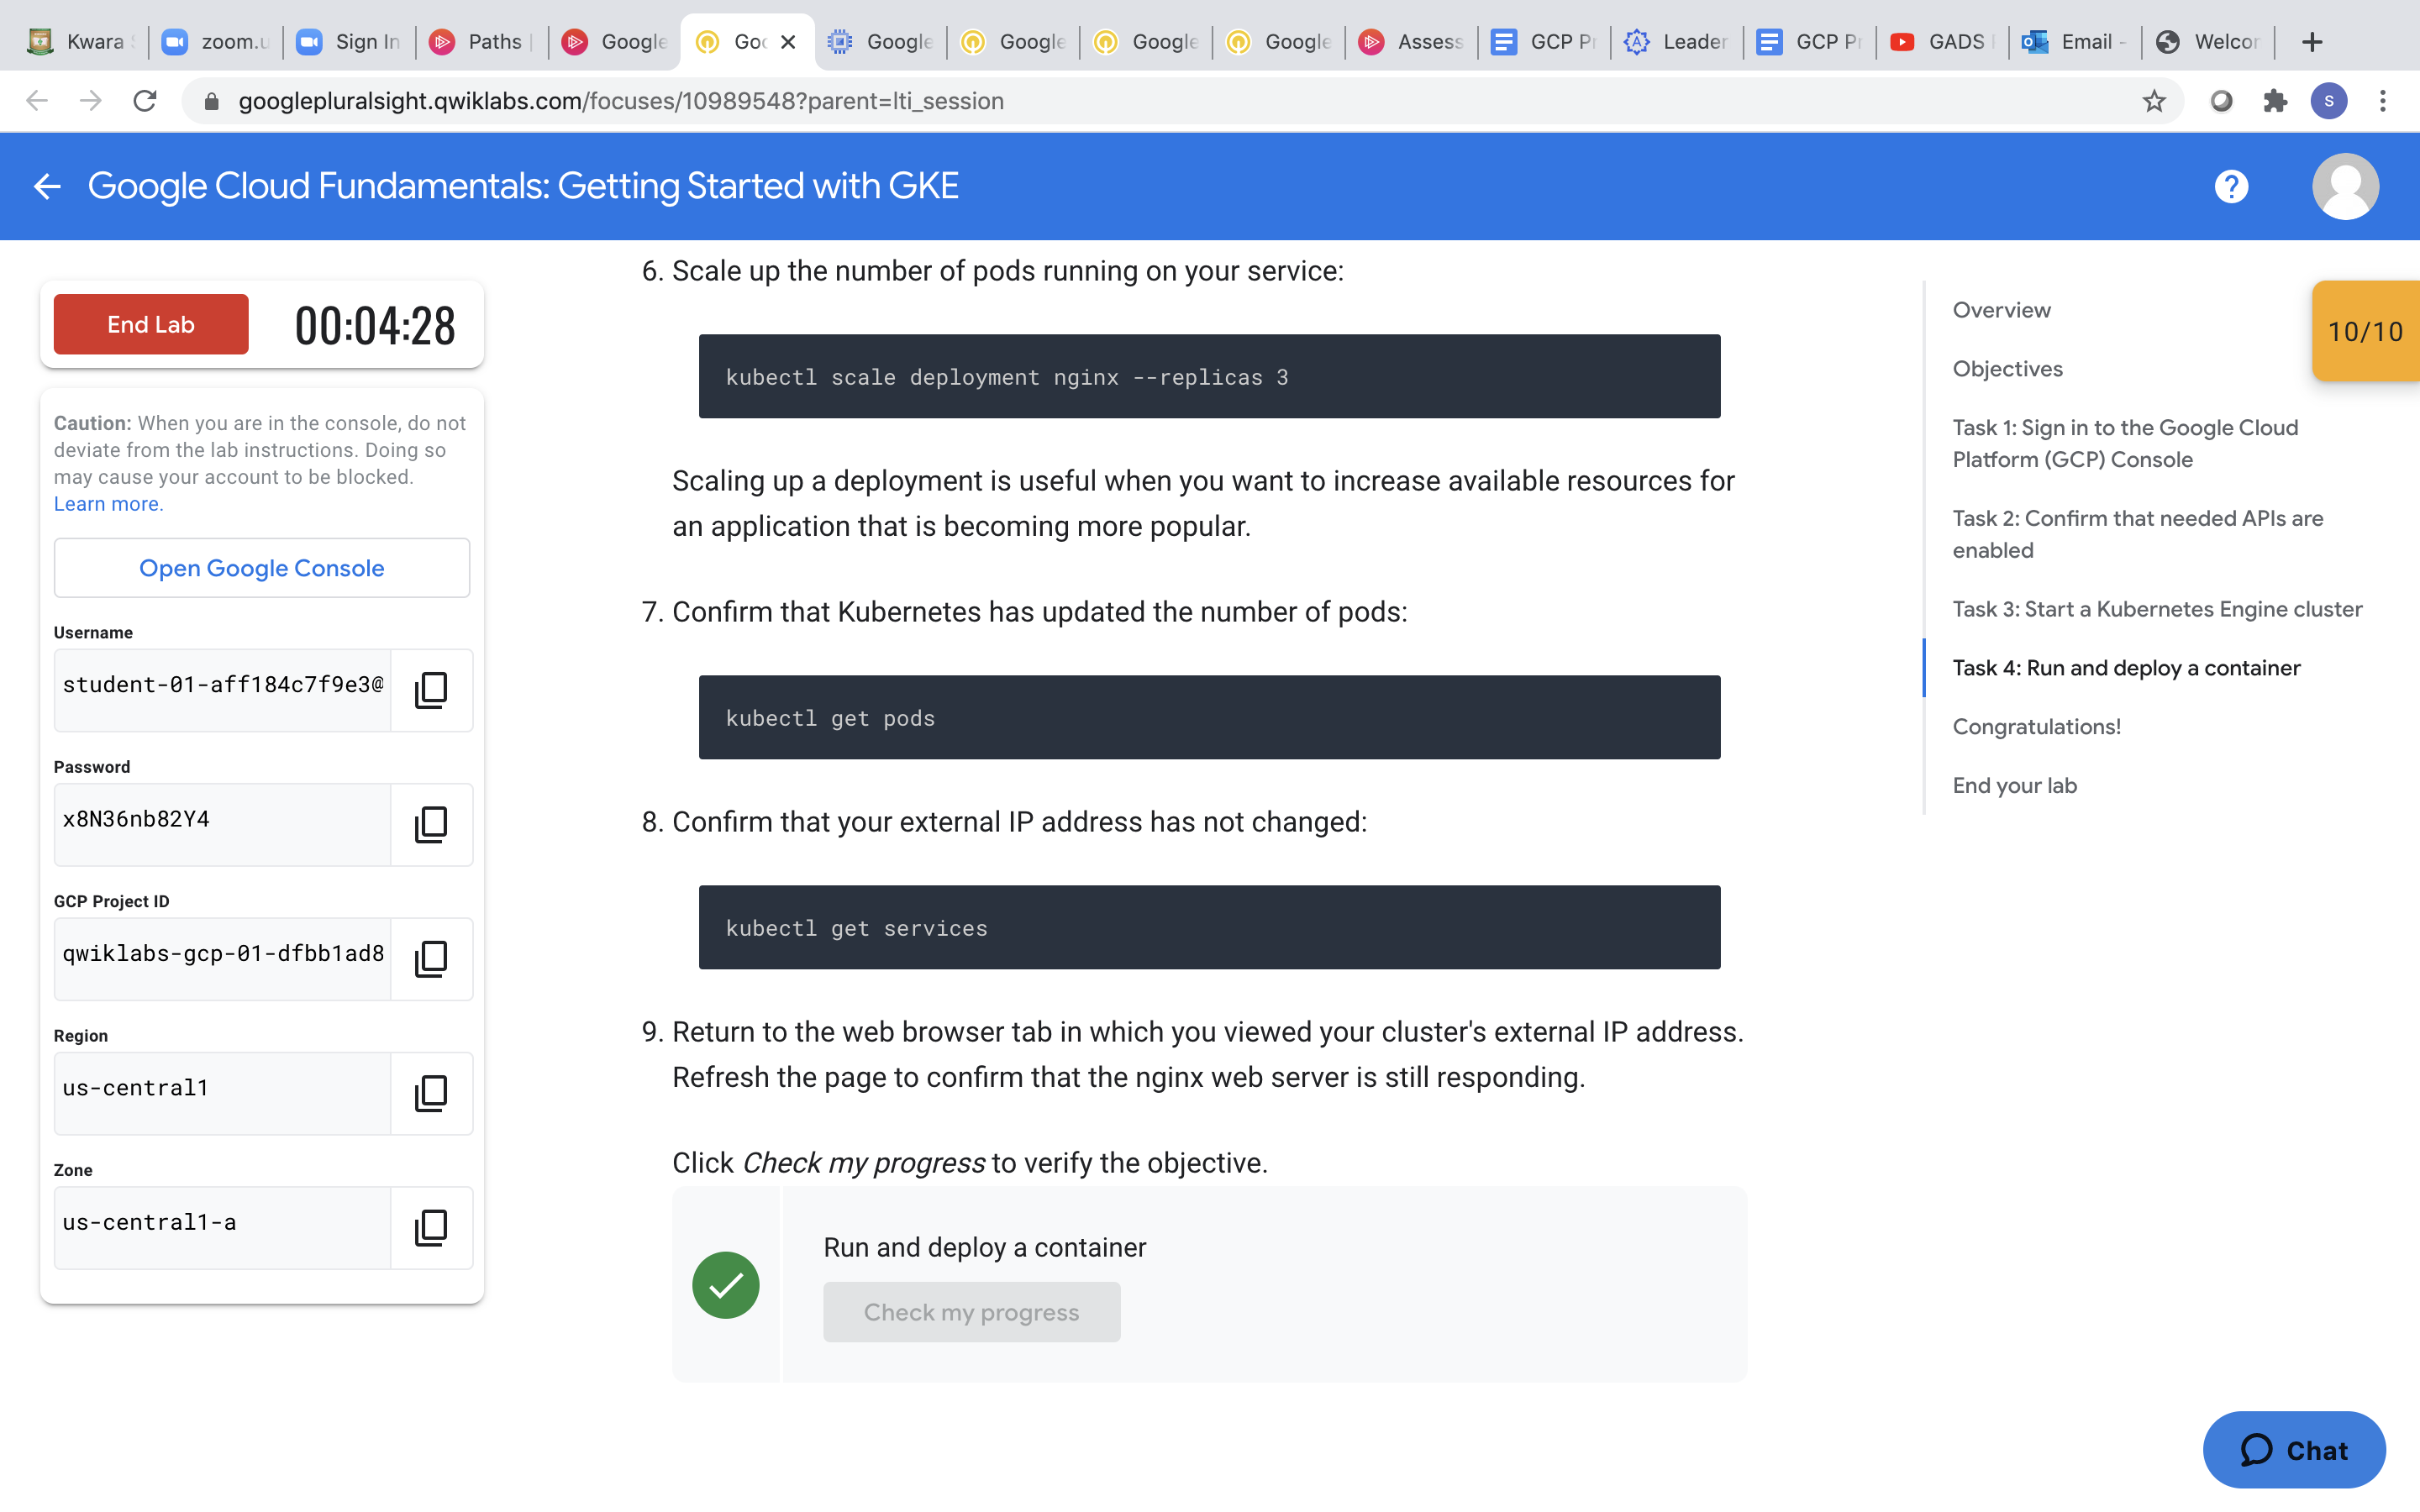 Kwara
zoom.u
Sign In
Paths
Google
Goo
Google
Google
Google
Google
Assess
GCP Pr
Leader
GCP Pr
GADS
Email -
Welcor
googlepluralsight.qwiklabs.com/focuses/10989548?parent=lti_session
S
Google Cloud Fundamentals: Getting Started with GKE
?
End Lab
00:04:28
Caution: When you are in the console, do not
deviate from the lab instructions. Doing so
may cause your account to be blocked.
Learn more.
Open Google Console
Username
student-01-aff184c7f9e3@
Password
x8N36nb82Y4
GCP Project ID
qwiklabs-gcp-01-dfbb1ad8
Region
us-central1
Zone
us-central1-a
6. Scale up the number of pods running on your service:
kubectl scale deployment nginx --replicas 3
Scaling up a deployment is useful when you want to increase available resources for
an application that is becoming more popular.
7. Confirm that Kubernetes has updated the number of pods:
kubectl get pods
8. Confirm that your external IP address has not changed:
kubectl get services
9. Return to the web browser tab in which you viewed your cluster's external IP address.
Refresh the page to confirm that the nginx web server is still responding.
Click Check my progress to verify the objective.
Run and deploy a container
Check my progress
Overview
Objectives
Task 1: Sign in to the Google Cloud
Platform (GCP) Console
Task 2: Confirm that needed APIs are
enabled
Task 3: Start a Kubernetes Engine cluster
Task 4: Run and deploy a container
Congratulations!
End your lab
10/10
Chat